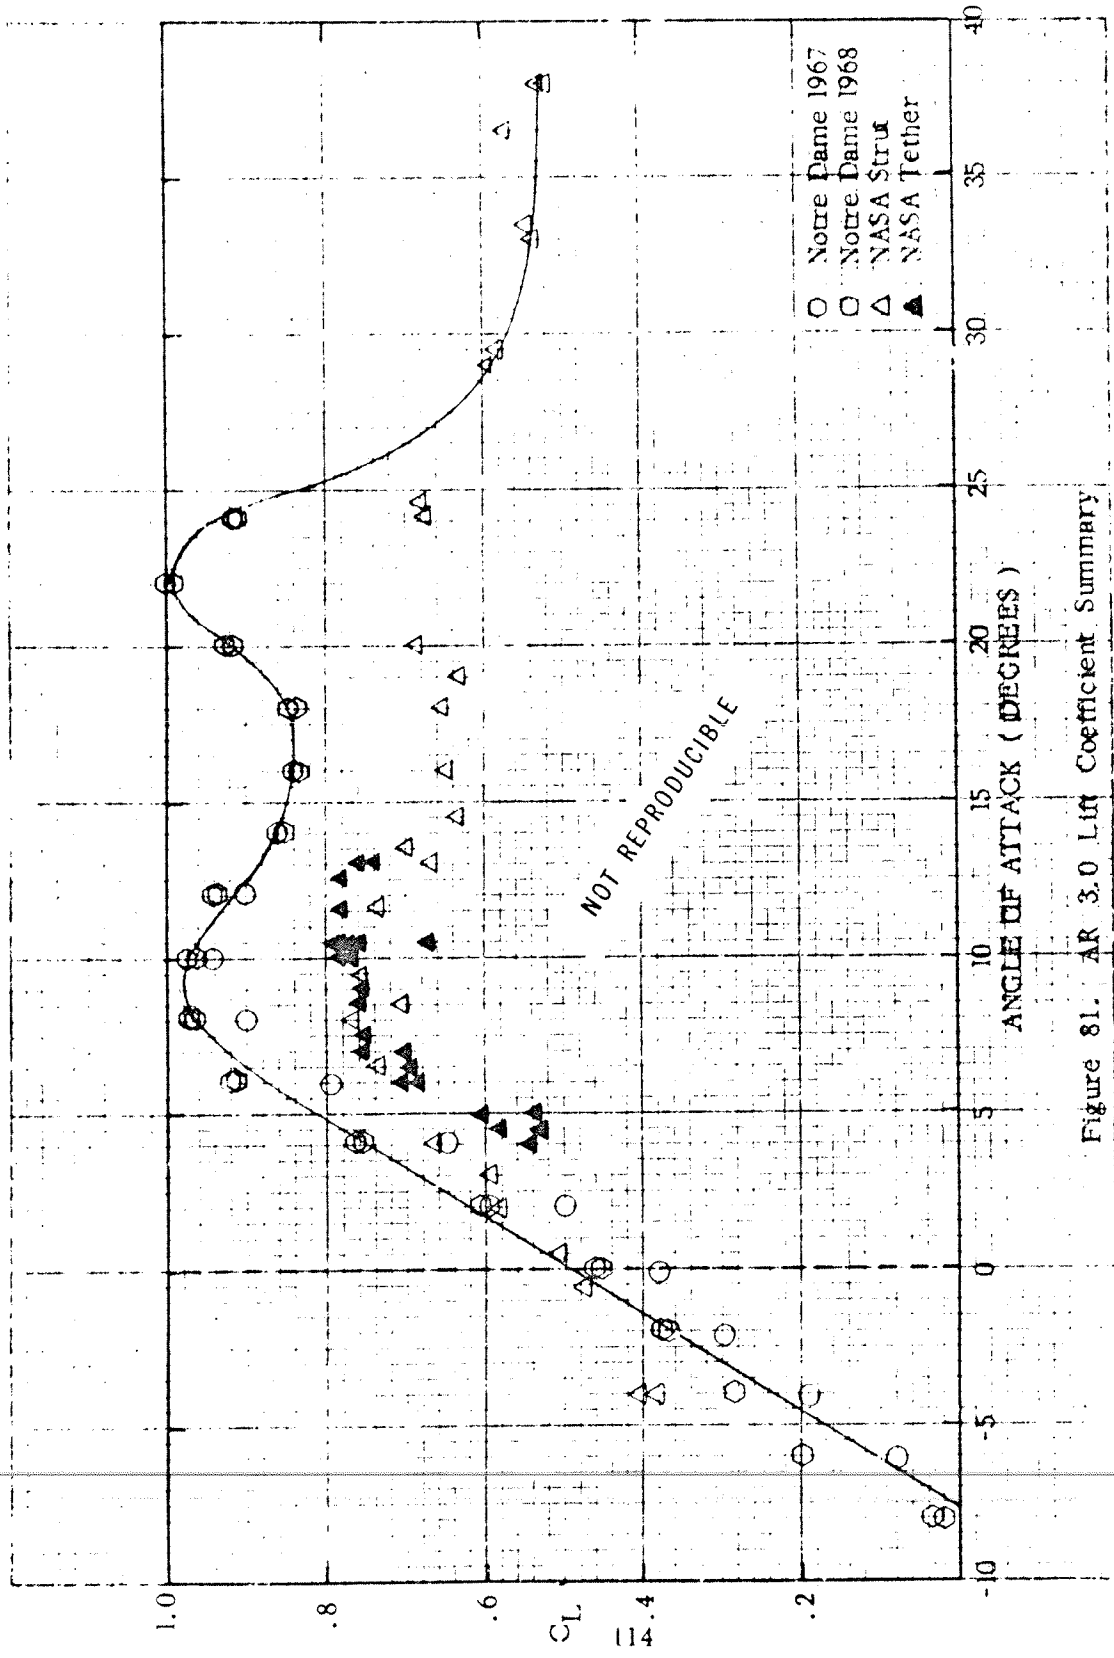 1.0
.8
.6
.4
.2
C_L
114
-10
-5
0
5
10
15
20
25
30
35
40
ANGLE OF ATTACK ( DEGREES )
NOT REPRODUCIBLE
Notre Dame 1967
Notre Dame 1968
NASA Strut
NASA Tether
Figure 81. AR 3.0 Lift Coefficient Summary